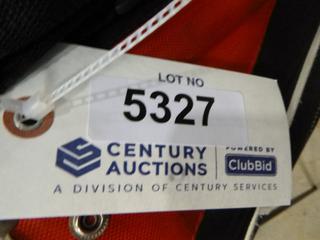 LOT NO
5327
CENTURY
AUCTIONS
POWERED BY
ClubBid
A DIVISION OF CENTURY SERVICES